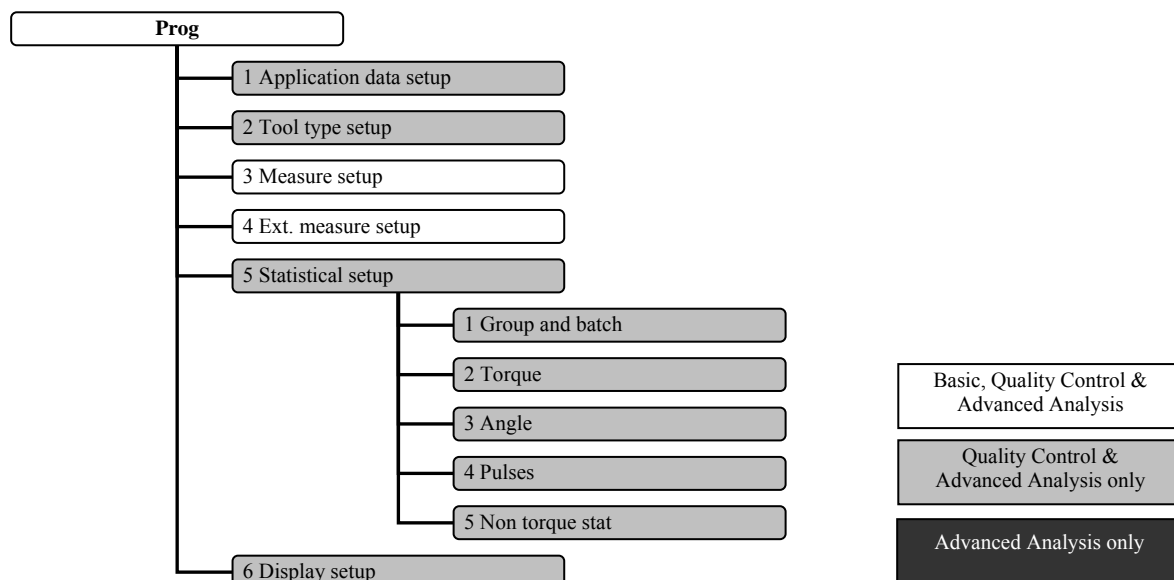 Prog
1 Application data setup
2 Tool type setup
3 Measure setup
4 Ext. measure setup
5 Statistical setup
1 Group and batch
2 Torque
3 Angle
4 Pulses
5 Non torque stat
6 Display setup
Basic, Quality Control &
Advanced Analysis
Quality Control &
Advanced Analysis only
Advanced Analysis only